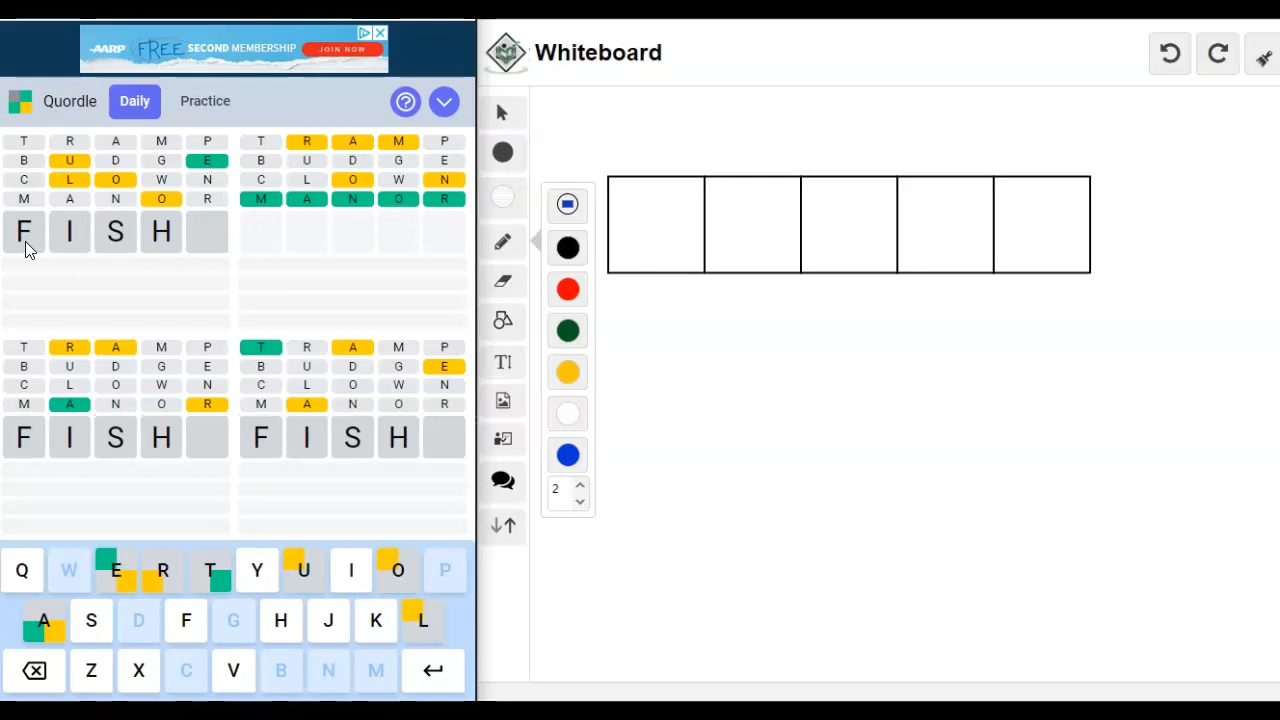 AARP FREE SECOND MEMBERSHIP JOIN NOW
Whiteboard
Quordle Daily Practice ?
T R A M P
B U D G E
C L O W N
M A N O R
F I S H
T R A M P
B U D G E
C L O W N
M A N O R
T R A M P
B U D G E
C L O W N
M A N O R
F I S H
T R A M P
B U D G E
C L O W N
M A N O R
F I S H
T
2
Q W E R T Y U I O P
A S D F G H J K L
Z X C V B N M